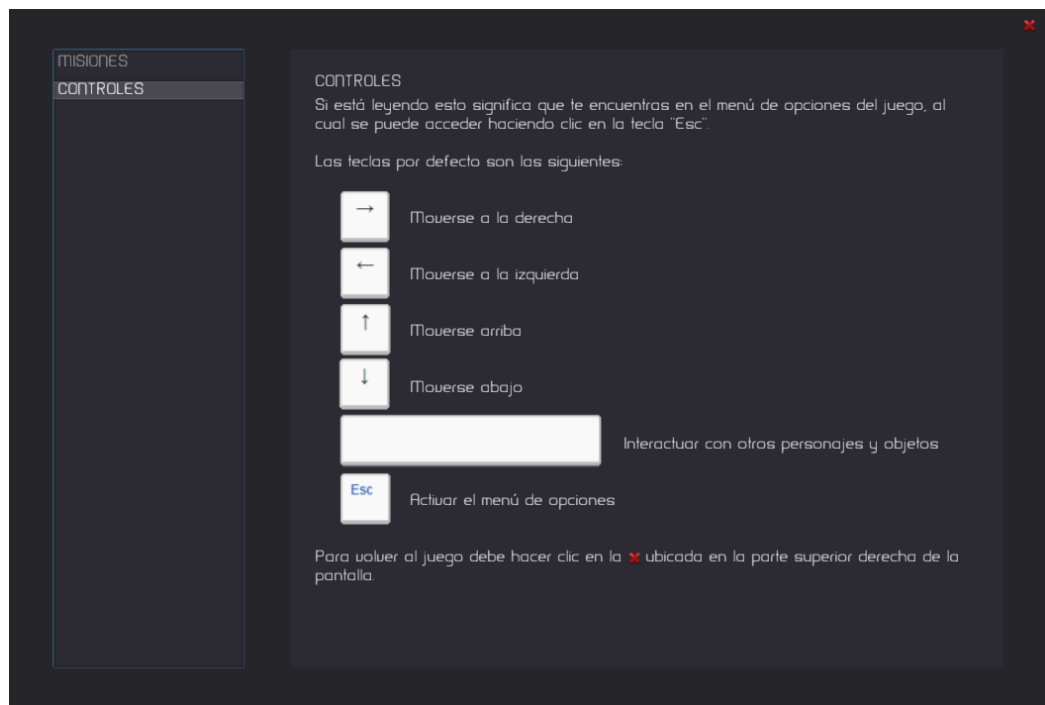 MISIONES
CONTROLES
CONTROLES
Si está leyendo esto significa que te encuentras en el menú de opciones del juego, al
cual se puede acceder haciendo clic en la tecla "Esc".
Las teclas por defecto son las siguientes:
→ Moverse a la derecha
← Moverse a la izquierda
↑ Moverse arriba
↓ Moverse abajo
Interactuar con otros personajes y objetos
Esc Activar el menú de opciones
Para volver al juego debe hacer clic en la ✖ ubicada en la parte superior derecha de la
pantalla.